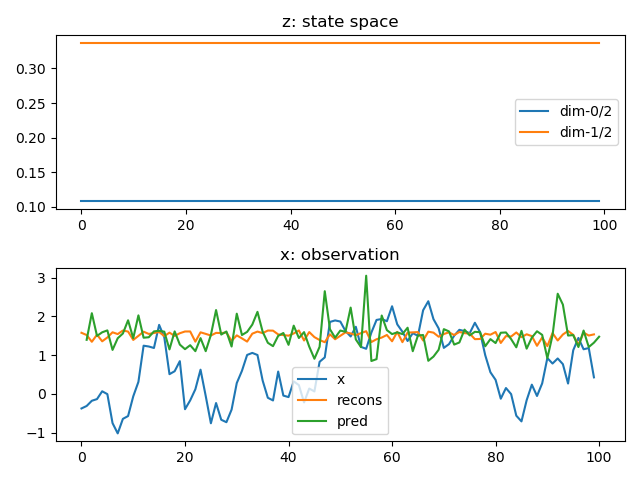 z: state space
0.30
0.25
0.20
0.15
0.10
dim-0/2
dim-1/2
0 20 40 60 80 100
x: observation
3
2
1
0
−1
x
recons
pred
0 20 40 60 80 100